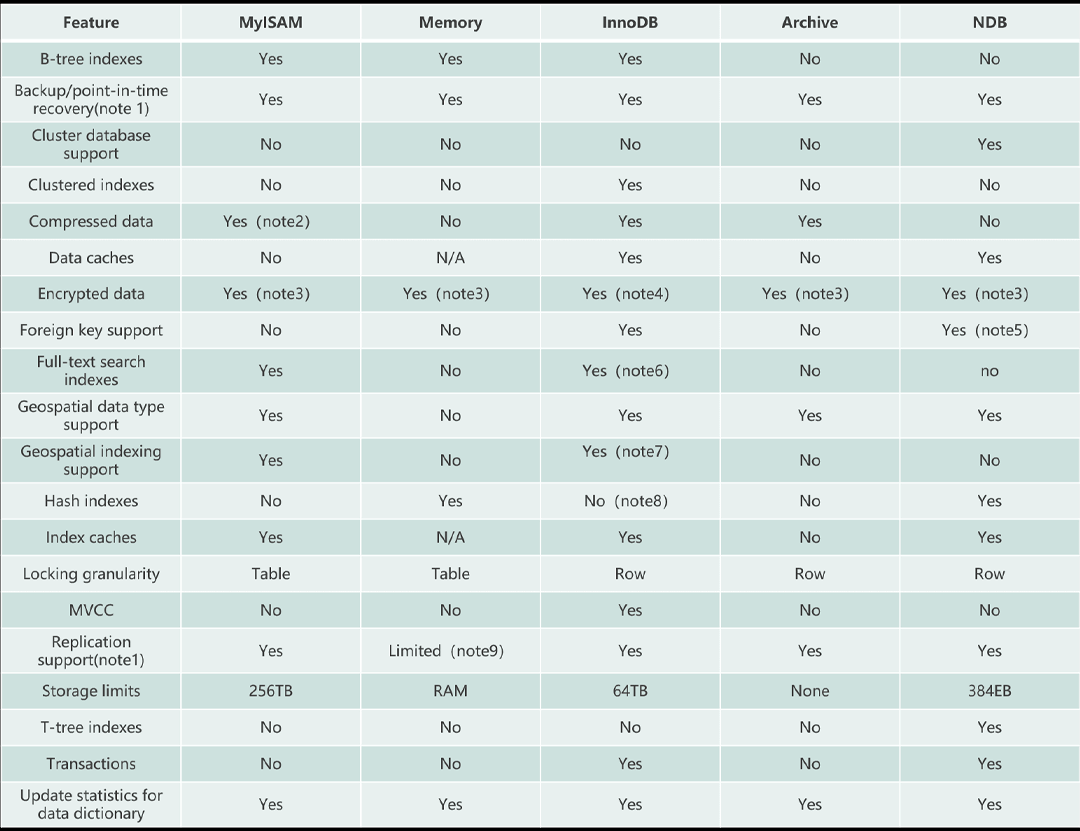 Feature MyISAM Memory InnoDB Archive NDB
B-tree indexes Yes Yes Yes No No
Backup/point-in-time
recovery(note 1) Yes Yes Yes Yes Yes
Cluster database
support No No No No Yes
Clustered indexes No No Yes No No
Compressed data Yes (note2) No Yes Yes No
Data caches No N/A Yes No Yes
Encrypted data Yes (note3) Yes (note3) Yes (note4) Yes (note3) Yes (note3)
Foreign key support No No Yes No Yes (note5)
Full-text search
indexes Yes No Yes (note6) No no
Geospatial data type
support Yes No Yes Yes Yes
Geospatial indexing
support Yes No Yes (note7) No No
Hash indexes No Yes No (note8) No Yes
Index caches Yes N/A Yes No Yes
Locking granularity Table Table Row Row Row
MVCC No No Yes No No
Replication
support(note1) Yes Limited (note9) Yes Yes Yes
Storage limits 256TB RAM 64TB None 384EB
T-tree indexes No No No No Yes
Transactions No No Yes No Yes
Update statistics for
data dictionary Yes Yes Yes Yes Yes